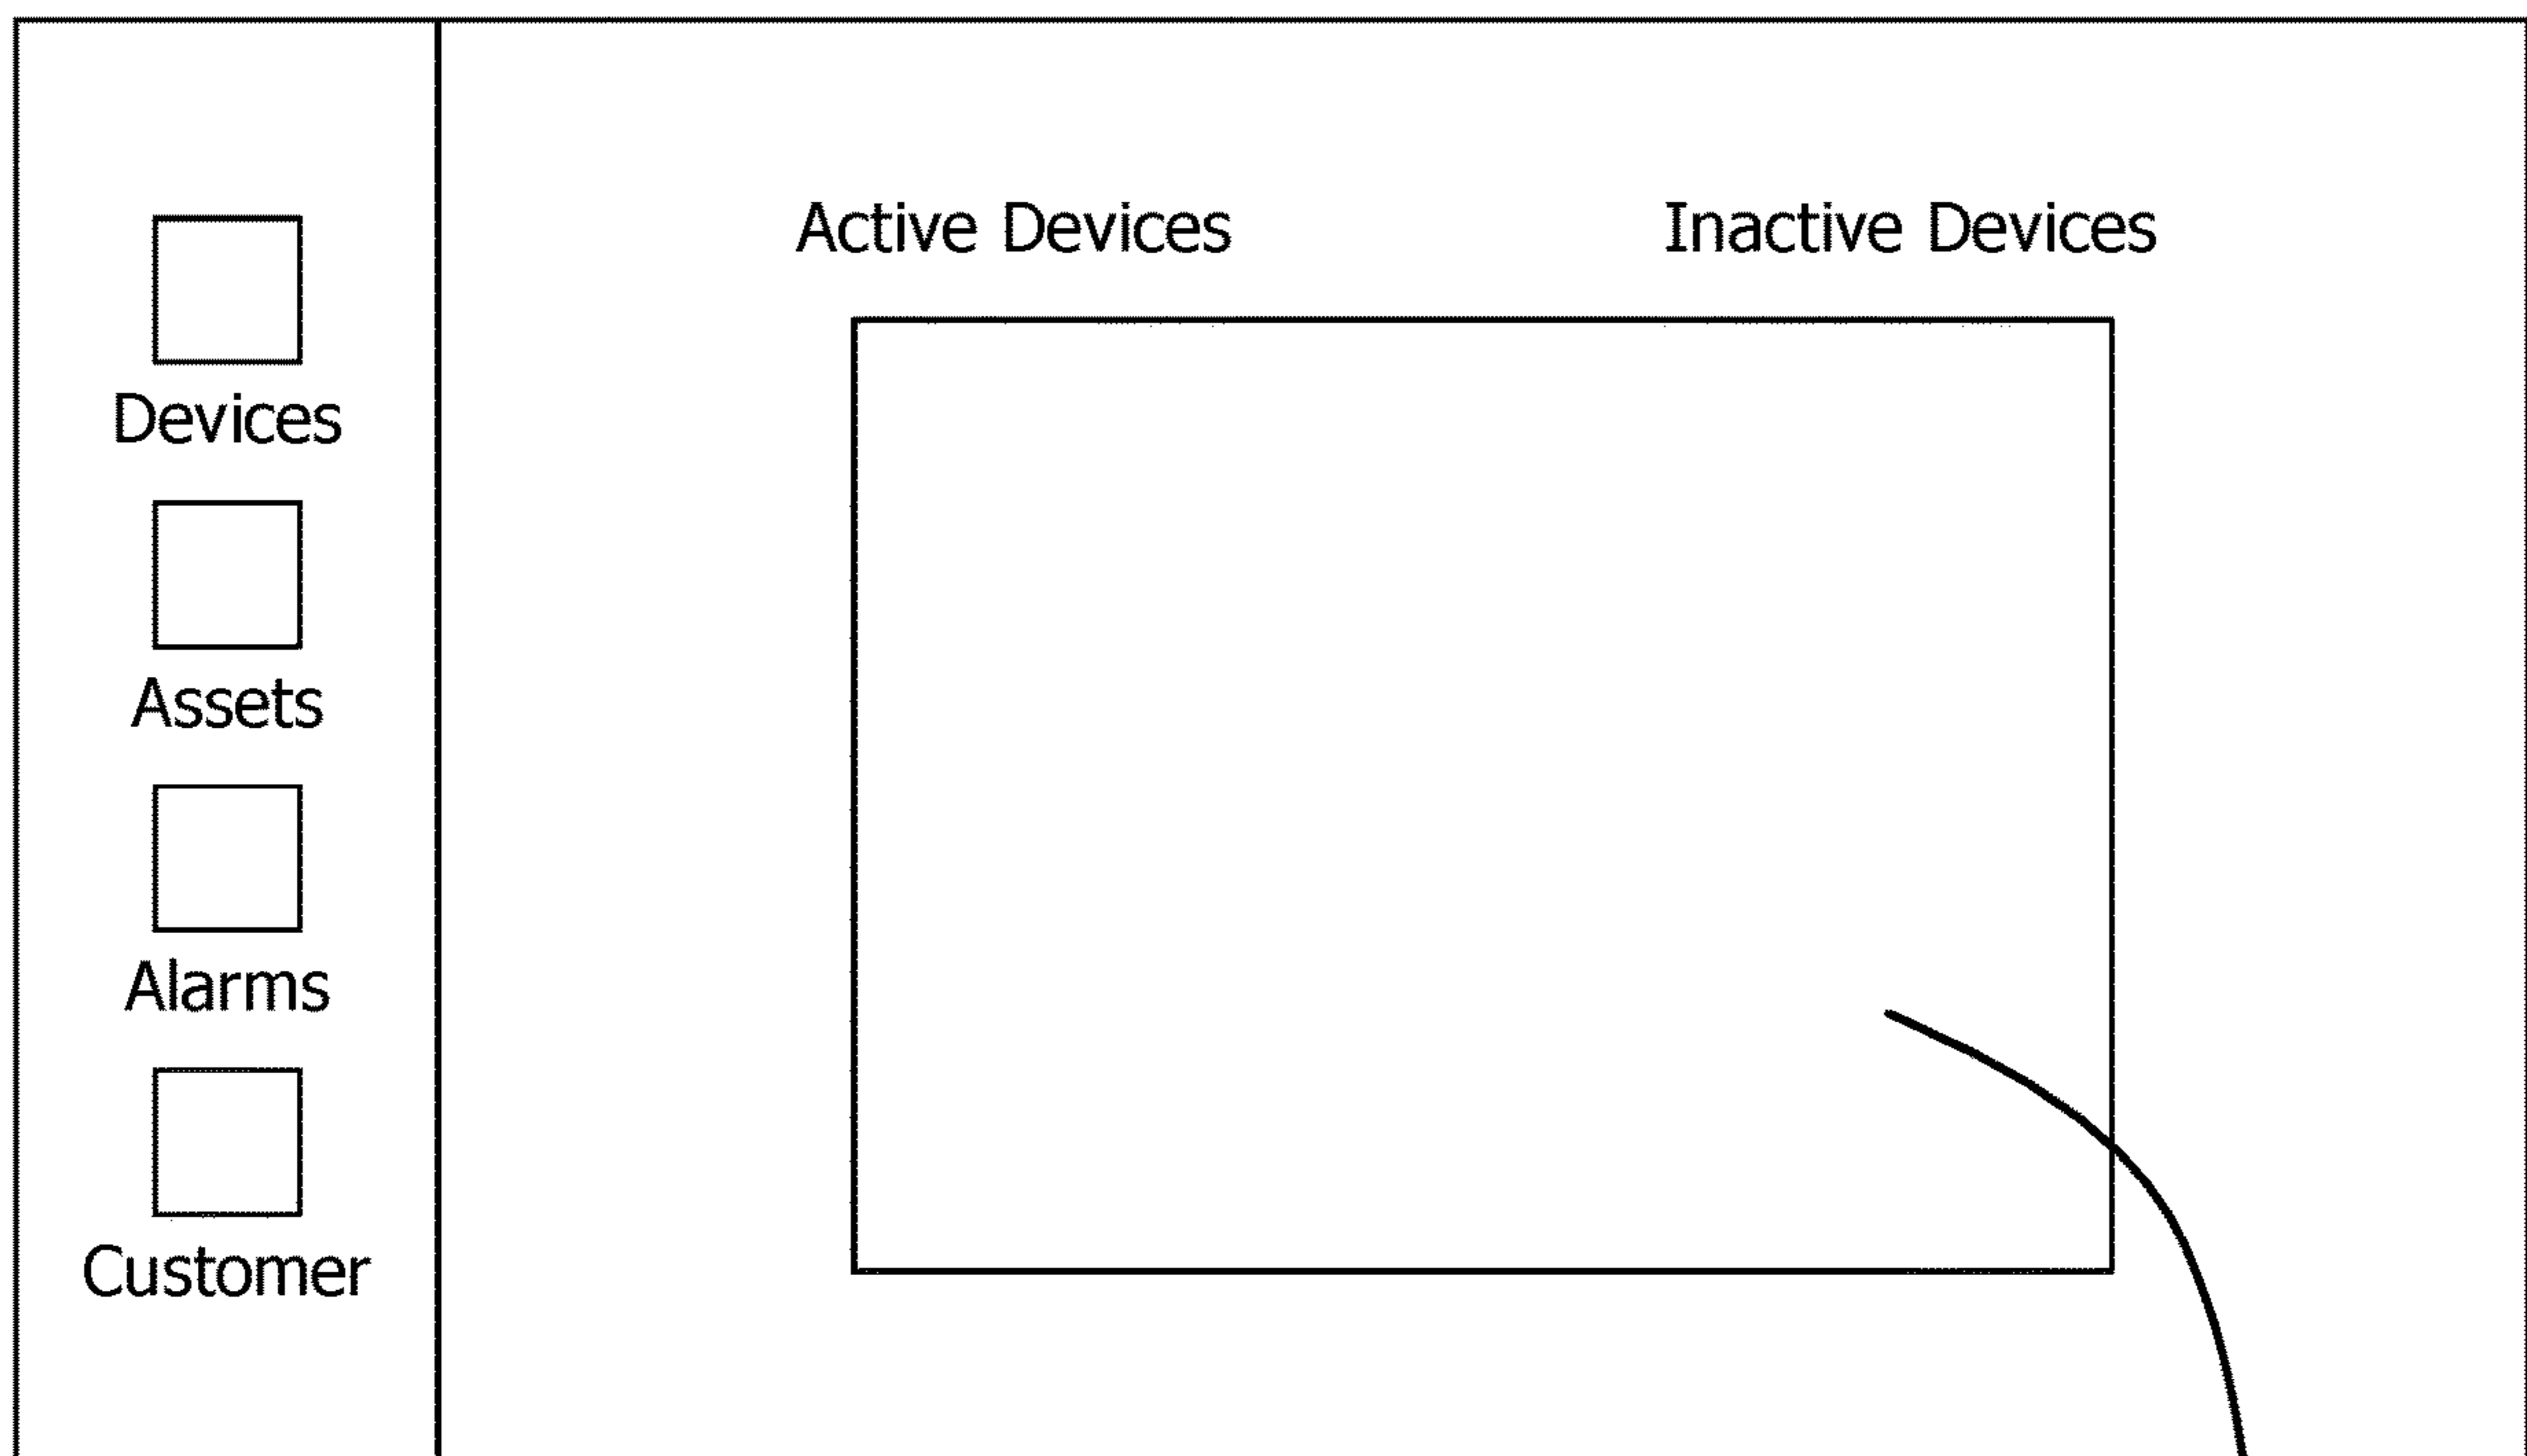 Active Devices
Inactive Devices
Devices
Assets
Alarms
Customer